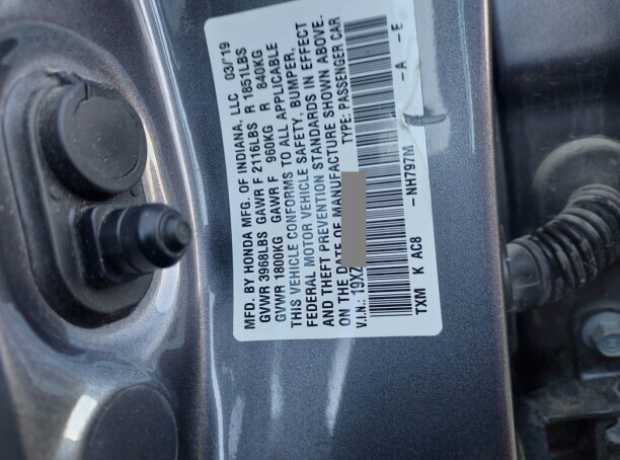 MFD. BY HONDA MFG. OF INDIANA, LLC 03/'19
GVWR 3968LBS GAWR F 2116LBS R 1851LBS
GVWR 1800KG GAWR F 960KG R 840KG
THIS VEHICLE CONFORMS TO ALL APPLICABLE
FEDERAL MOTOR VEHICLE SAFETY, BUMPER,
AND THEFT PREVENTION STANDARDS IN EFFECT
ON THE DATE OF MANUFACTURE SHOWN ABOVE.
V.I.N.: 19XZ TYPE: PASSENGER CAR
-NH797M -A -E
TXM K AC8